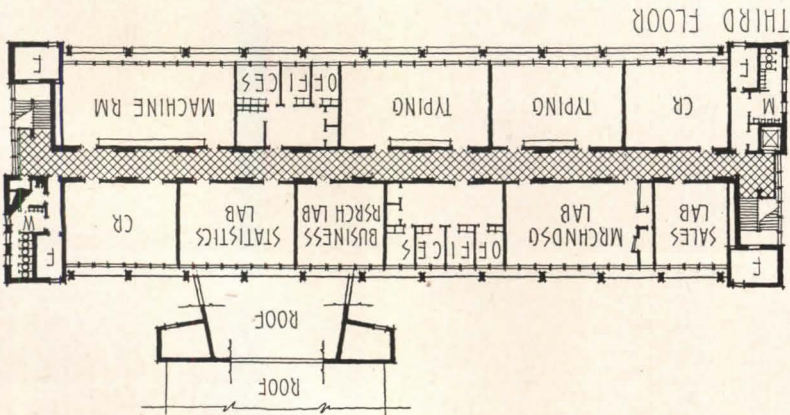 ROOF
ROOF
F
SALES
LAB
MRCHNDSG
LAB
OFFICES
BUSINESS
RSRCH LAB
STATISTICS
LAB
CR
F
W
M
F
CR
TYPING
TYPING
OFFICES
MACHINE RM
F
THIRD FLOOR